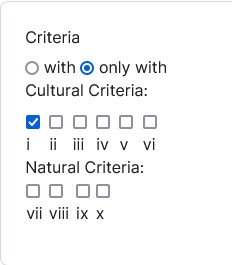 Criteria
with only with
Cultural Criteria:
i ii iii iv v vi
Natural Criteria:
vii viii ix x